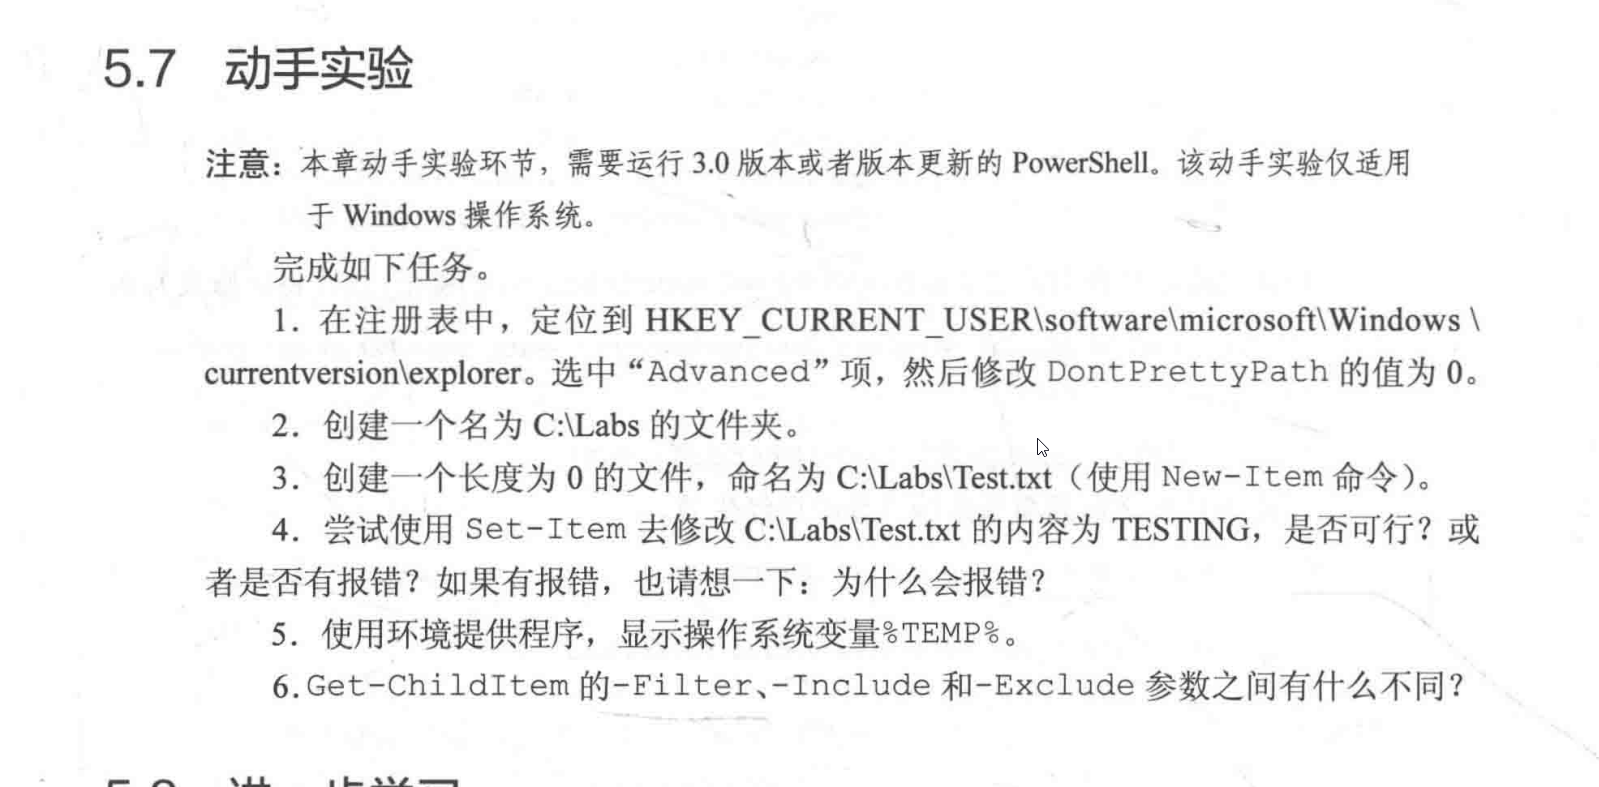 5.7 动手实验
注意：本章动手实验环节，需要运行 3.0 版本或者版本更新的 PowerShell。该动手实验仅适用
于 Windows 操作系统。
完成如下任务。
1. 在注册表中，定位到 HKEY_CURRENT_USER\software\microsoft\Windows\
currentversion\explorer。选中“Advanced”项，然后修改 DontPrettyPath 的值为 0。
2. 创建一个名为 C:\Labs 的文件夹。
3. 创建一个长度为 0 的文件，命名为 C:\Labs\Test.txt（使用 New-Item 命令）。
4. 尝试使用 Set-Item 去修改 C:\Labs\Test.txt 的内容为 TESTING，是否可行？或
者是否有报错？如果有报错，也请想一下：为什么会报错？
5. 使用环境提供程序，显示操作系统变量%TEMP%。
6.Get-ChildItem 的-Filter、-Include 和-Exclude 参数之间有什么不同？